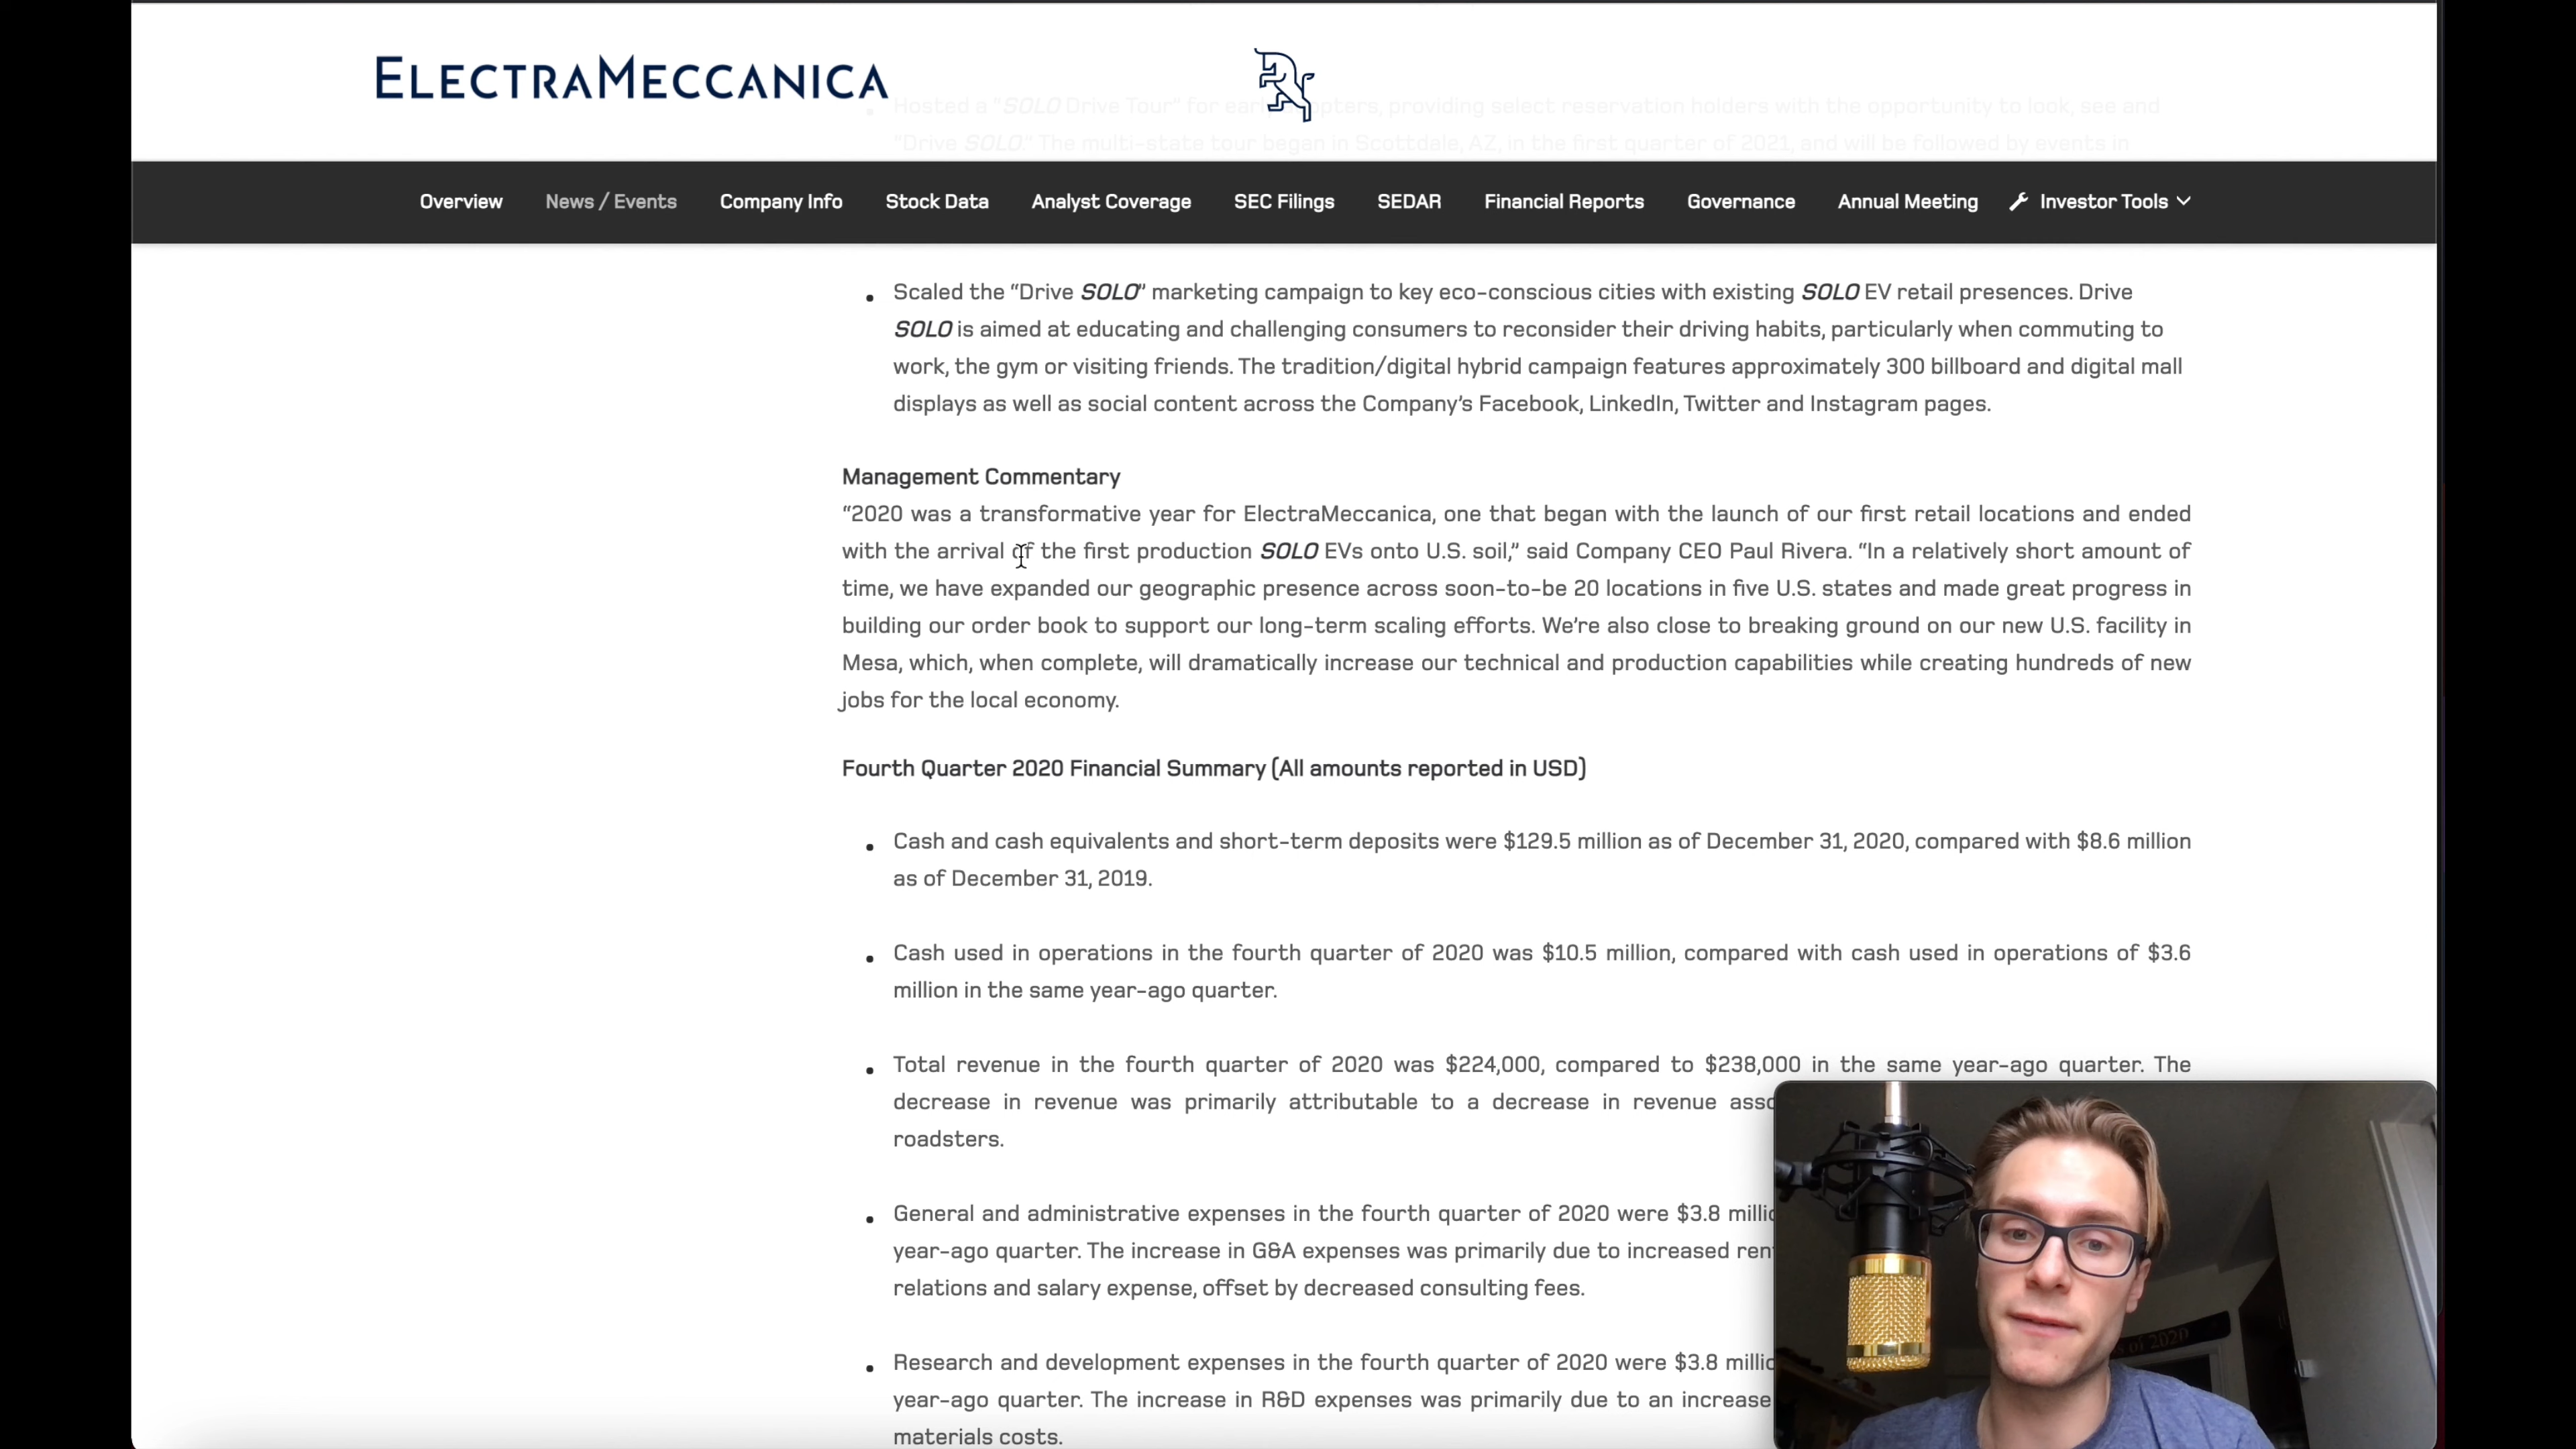 ELECTRAMECCANICA
Hosted a "SOLO Drive Tour" for early adopters, providing select reservation holders with the opportunity to look, see and
"Drive SOLO." The multi-state tour began in Scottdale, AZ, in the first quarter of 2021, and will be followed by events in
Overview News / Events Company Info Stock Data Analyst Coverage SEC Filings SEDAR Financial Reports Governance Annual Meeting Investor Tools
• Scaled the “Drive SOLO” marketing campaign to key eco-conscious cities with existing SOLO EV retail presences. Drive
SOLO is aimed at educating and challenging consumers to reconsider their driving habits, particularly when commuting to
work, the gym or visiting friends. The tradition/digital hybrid campaign features approximately 300 billboard and digital mall
displays as well as social content across the Company’s Facebook, LinkedIn, Twitter and Instagram pages.
Management Commentary
“2020 was a transformative year for ElectraMeccanica, one that began with the launch of our first retail locations and ended
with the arrival of the first production SOLO EVs onto U.S. soil,” said Company CEO Paul Rivera. “In a relatively short amount of
time, we have expanded our geographic presence across soon-to-be 20 locations in five U.S. states and made great progress in
building our order book to support our long-term scaling efforts. We’re also close to breaking ground on our new U.S. facility in
Mesa, which, when complete, will dramatically increase our technical and production capabilities while creating hundreds of new
jobs for the local economy.
Fourth Quarter 2020 Financial Summary (All amounts reported in USD)
• Cash and cash equivalents and short-term deposits were $129.5 million as of December 31, 2020, compared with $8.6 million
as of December 31, 2019.
• Cash used in operations in the fourth quarter of 2020 was $10.5 million, compared with cash used in operations of $3.6
million in the same year-ago quarter.
• Total revenue in the fourth quarter of 2020 was $224,000, compared to $238,000 in the same year-ago quarter. The
decrease in revenue was primarily attributable to a decrease in revenue
roadsters.
• General and administrative expenses in the fourth quarter of 2020 were $3.8
year-ago quarter. The increase in G&A expenses was primarily due to increased
relations and salary expense, offset by decreased consulting fees.
• Research and development expenses in the fourth quarter of 2020 were $3.8
year-ago quarter. The increase in R&D expenses was primarily due to an increase
materials costs.
of 2020